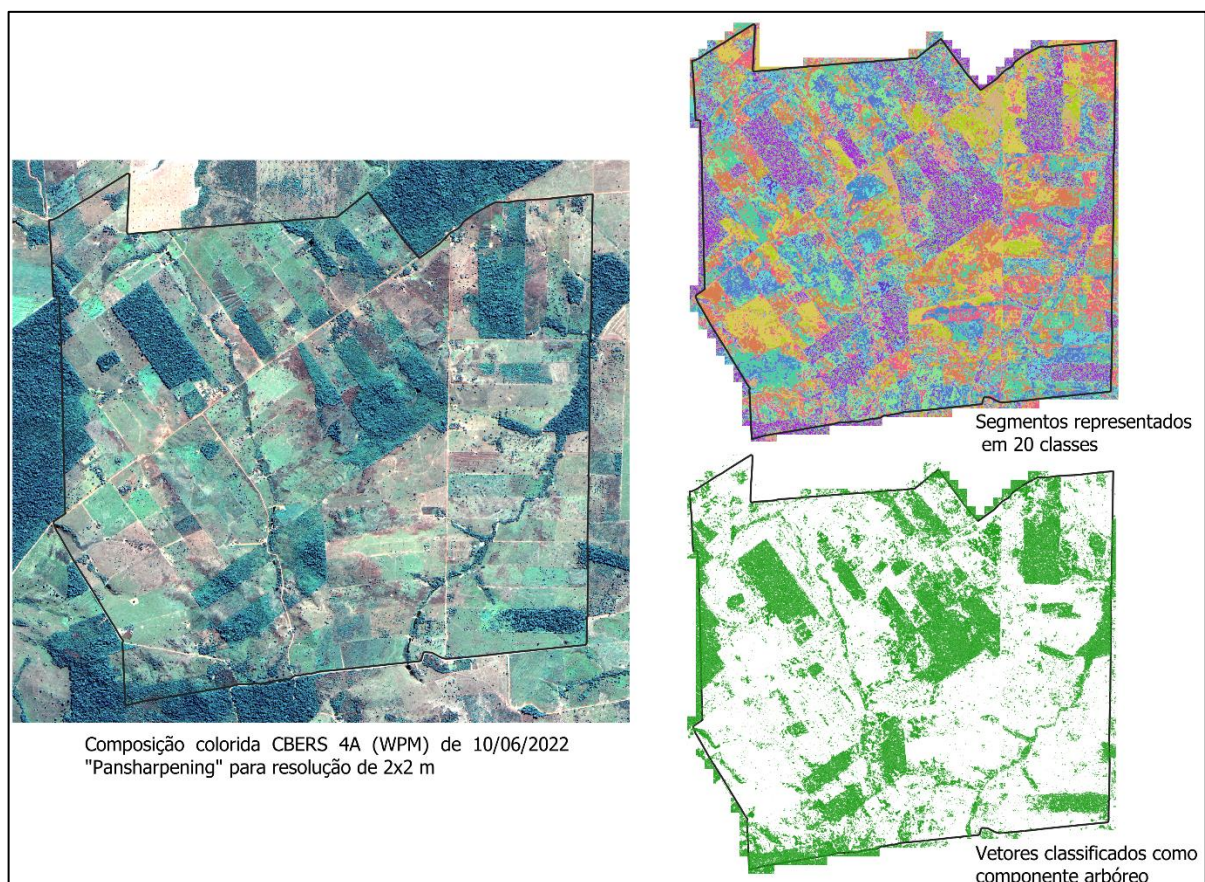 Composição colorida CBERS 4A (WPM) de 10/06/2022
"Pansharpening" para resolução de 2x2 m
Segmentos representados
em 20 classes
Vetores classificados como
componente arbóreo